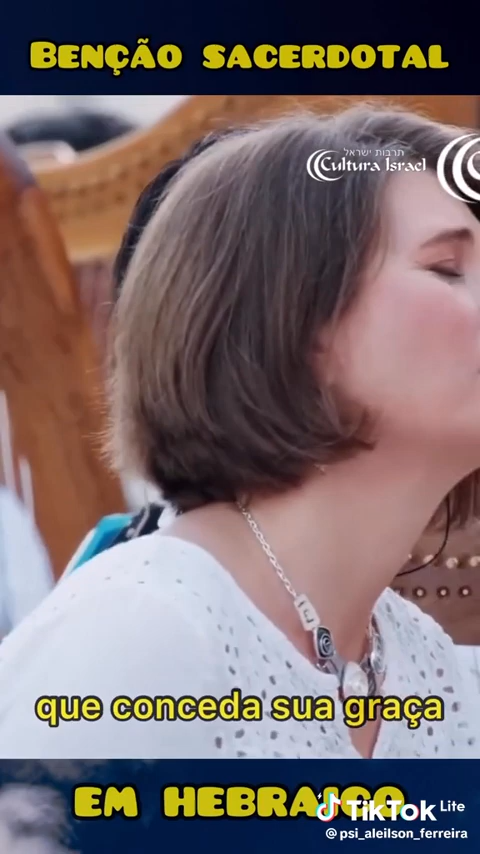 BENÇÃO SACERDOTAL
תרבות ישראל
Cultura Israel
que conceda sua graça
EM HEBRAICO
TikTok Lite
@psi_aleilson_ferreira